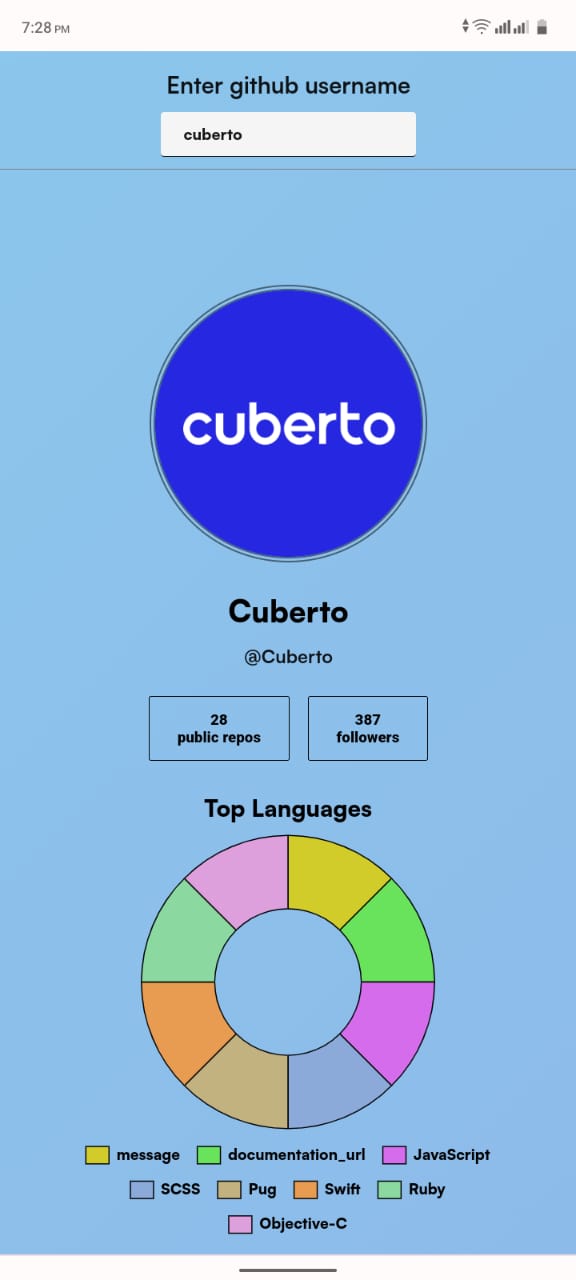 7:28 PM
Enter github username
cuberto
cuberto
Cuberto
@Cuberto
28
public repos
387
followers
Top Languages
message documentation_url JavaScript
SCSS Pug Swift Ruby
Objective-C